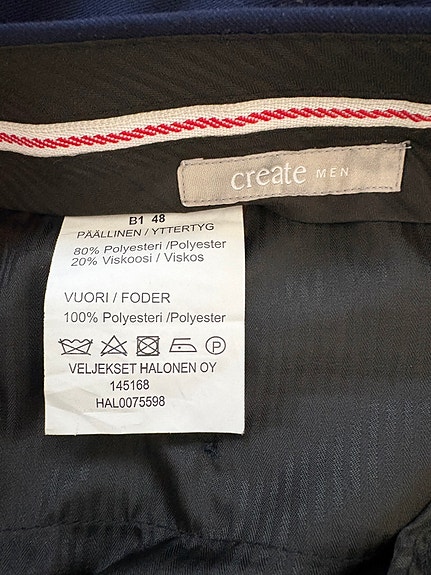 create MEN
B1 48
PÄÄLLINEN / YTTERTYG
80% Polyesteri /Polyester
20% Viskoosi / Viskos
VUORI / FODER
100% Polyesteri /Polyester
P
VELJEKSET HALONEN OY
145168
HAL0075598